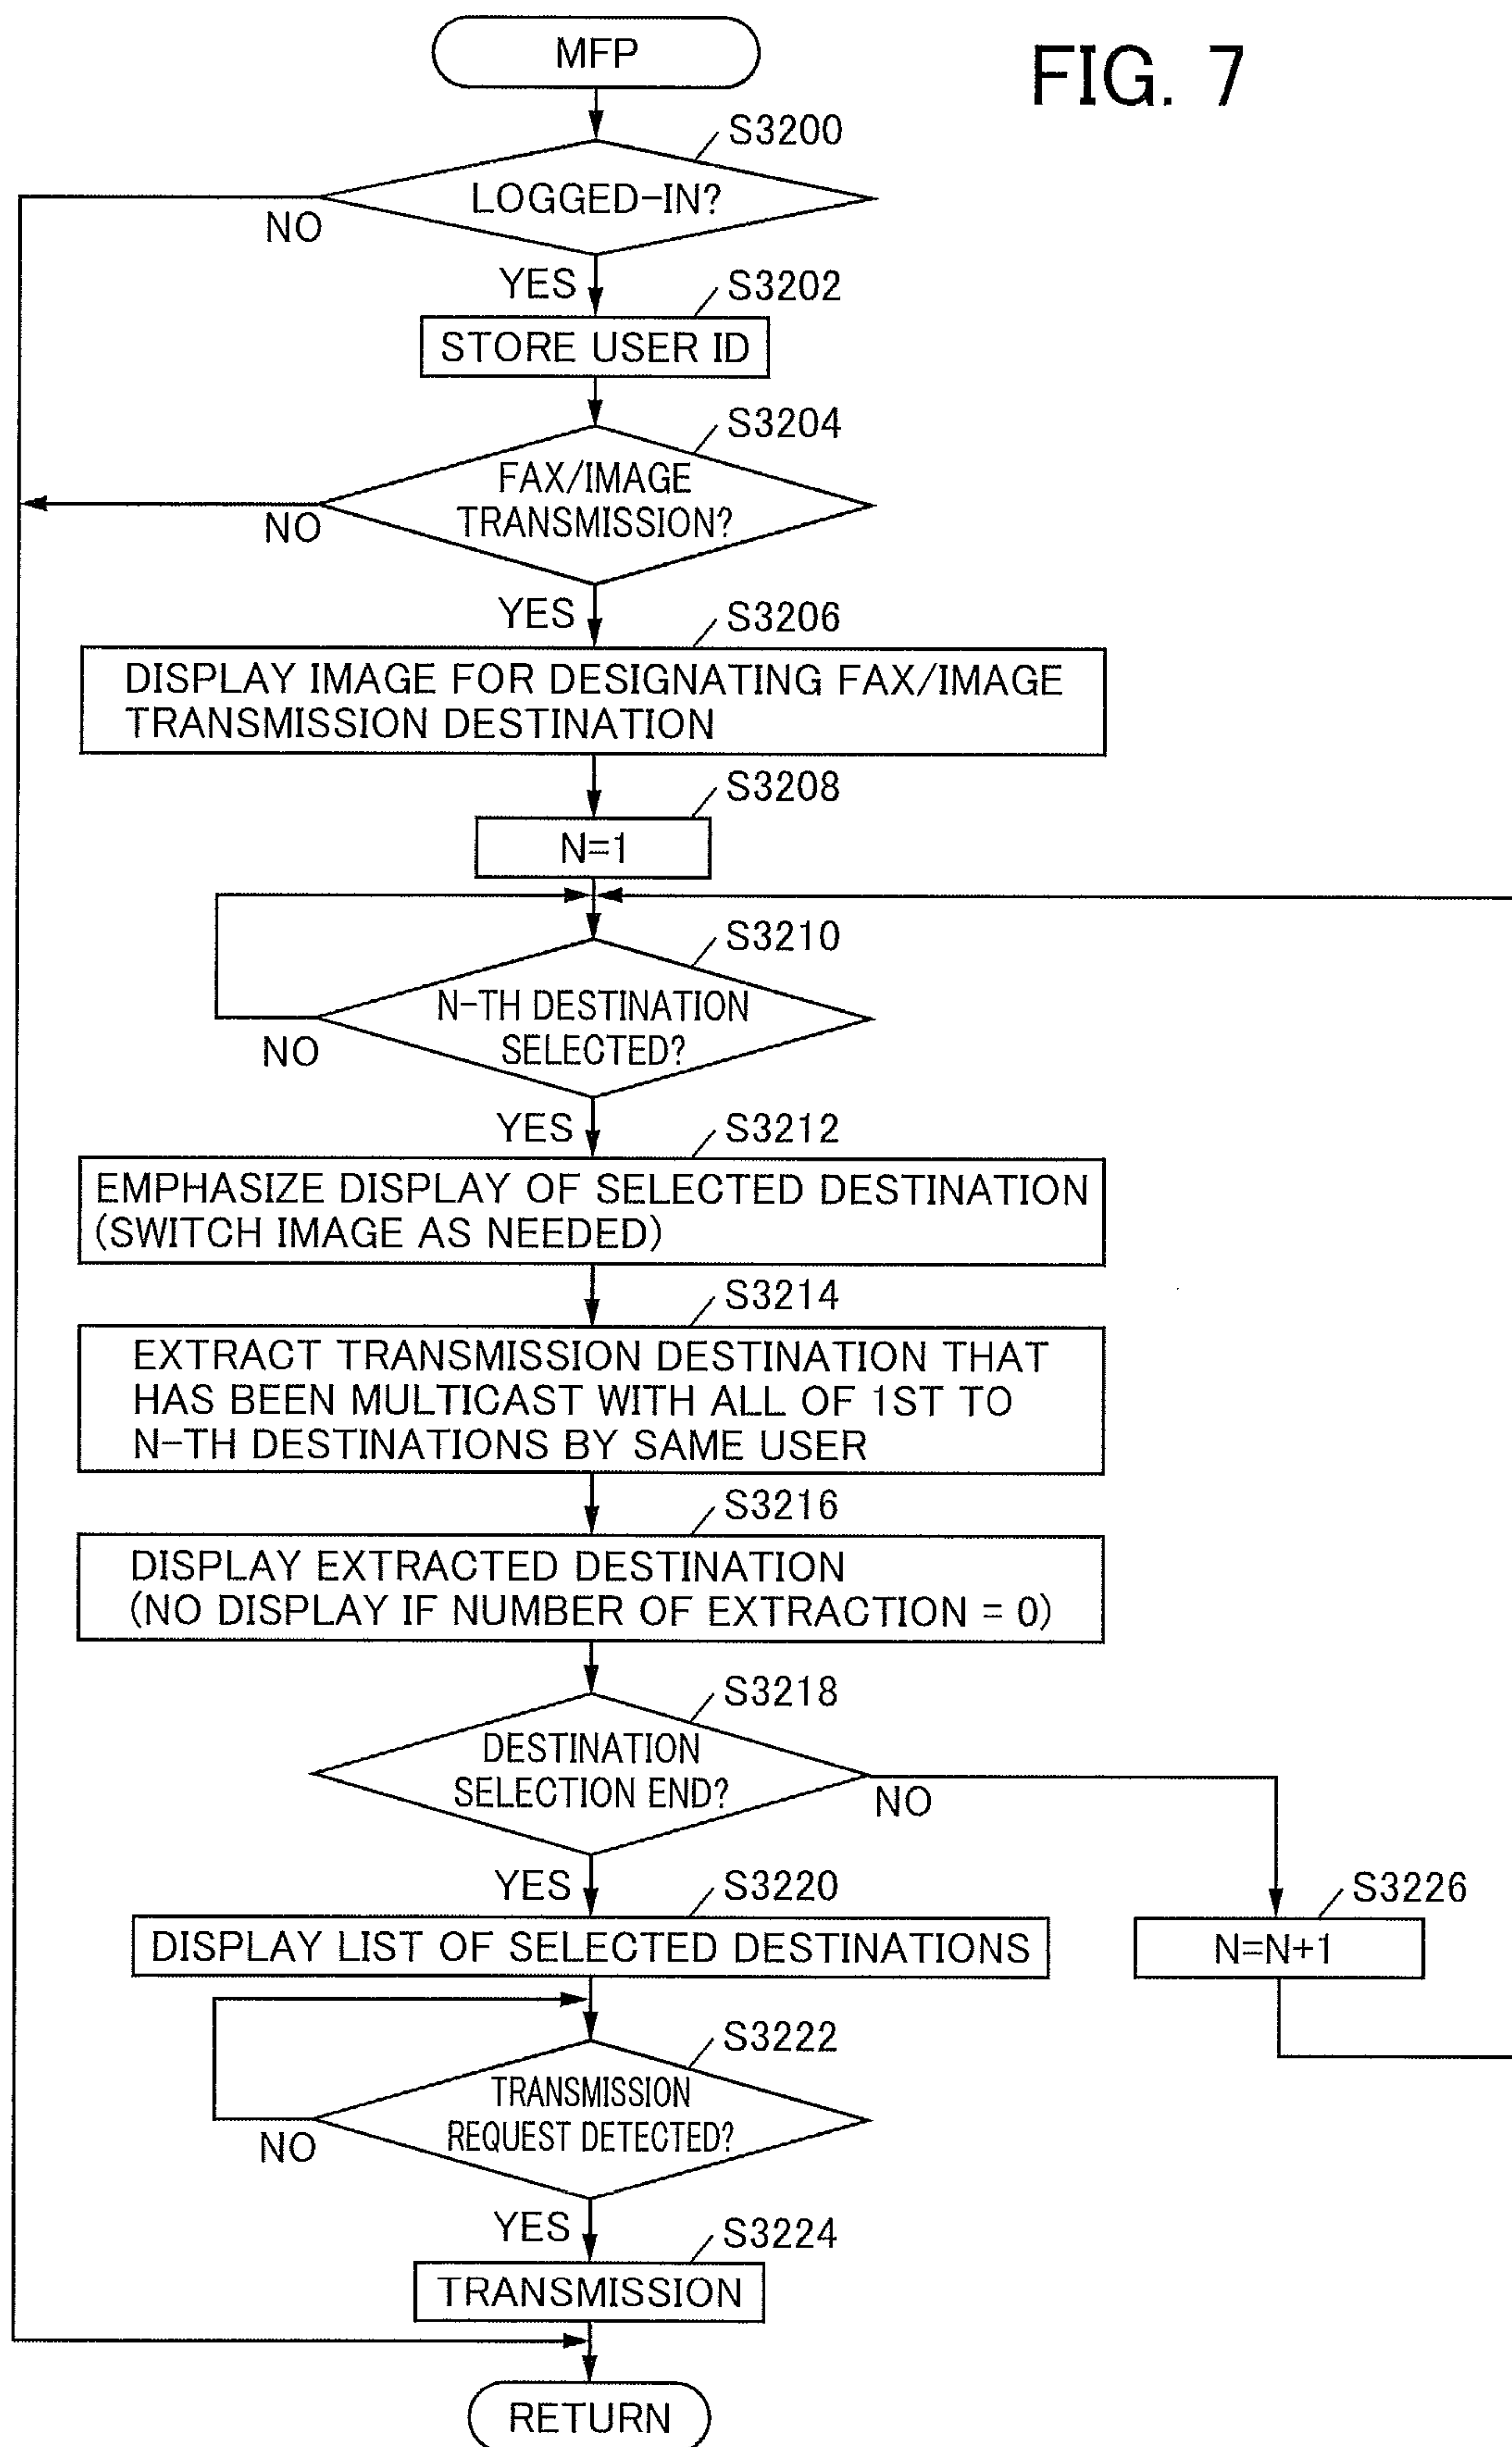 MFP
FIG. 7
S3200
LOGGED-IN?
NO
YES
S3202
STORE USER ID
S3204
FAX/IMAGE
TRANSMISSION?
NO
YES
S3206
DISPLAY IMAGE FOR DESIGNATING FAX/IMAGE
TRANSMISSION DESTINATION
S3208
N=1
S3210
N-TH DESTINATION
SELECTED?
NO
YES
S3212
EMPHASIZE DISPLAY OF SELECTED DESTINATION
(SWITCH IMAGE AS NEEDED)
S3214
EXTRACT TRANSMISSION DESTINATION THAT
HAS BEEN MULTICAST WITH ALL OF 1ST TO
N-TH DESTINATIONS BY SAME USER
S3216
DISPLAY EXTRACTED DESTINATION
(NO DISPLAY IF NUMBER OF EXTRACTION = 0)
S3218
DESTINATION
SELECTION END?
NO
YES
S3220
DISPLAY LIST OF SELECTED DESTINATIONS
S3226
N=N+1
S3222
TRANSMISSION
REQUEST DETECTED?
NO
YES
S3224
TRANSMISSION
RETURN